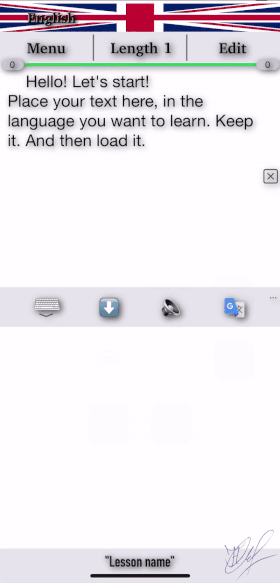 English
Menu Length 1 Edit
0 0
Hello! Let's start!
Place your text here, in the
language you want to learn. Keep
it. And then load it.
...
"Lesson name"